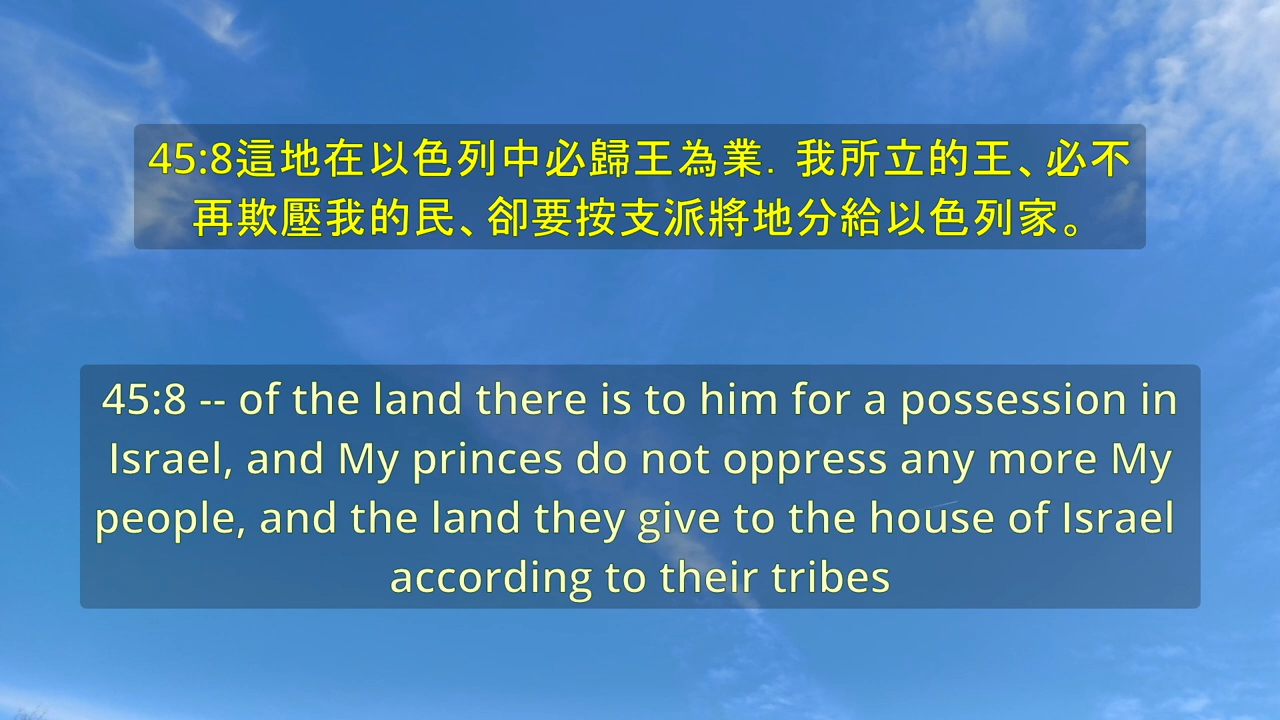 45:8這地在以色列中必歸王為業. 我所立的王、必不
再欺壓我的民、卻要按支派將地分給以色列家。
45:8 -- of the land there is to him for a possession in
Israel, and My princes do not oppress any more My
people, and the land they give to the house of Israel
according to their tribes